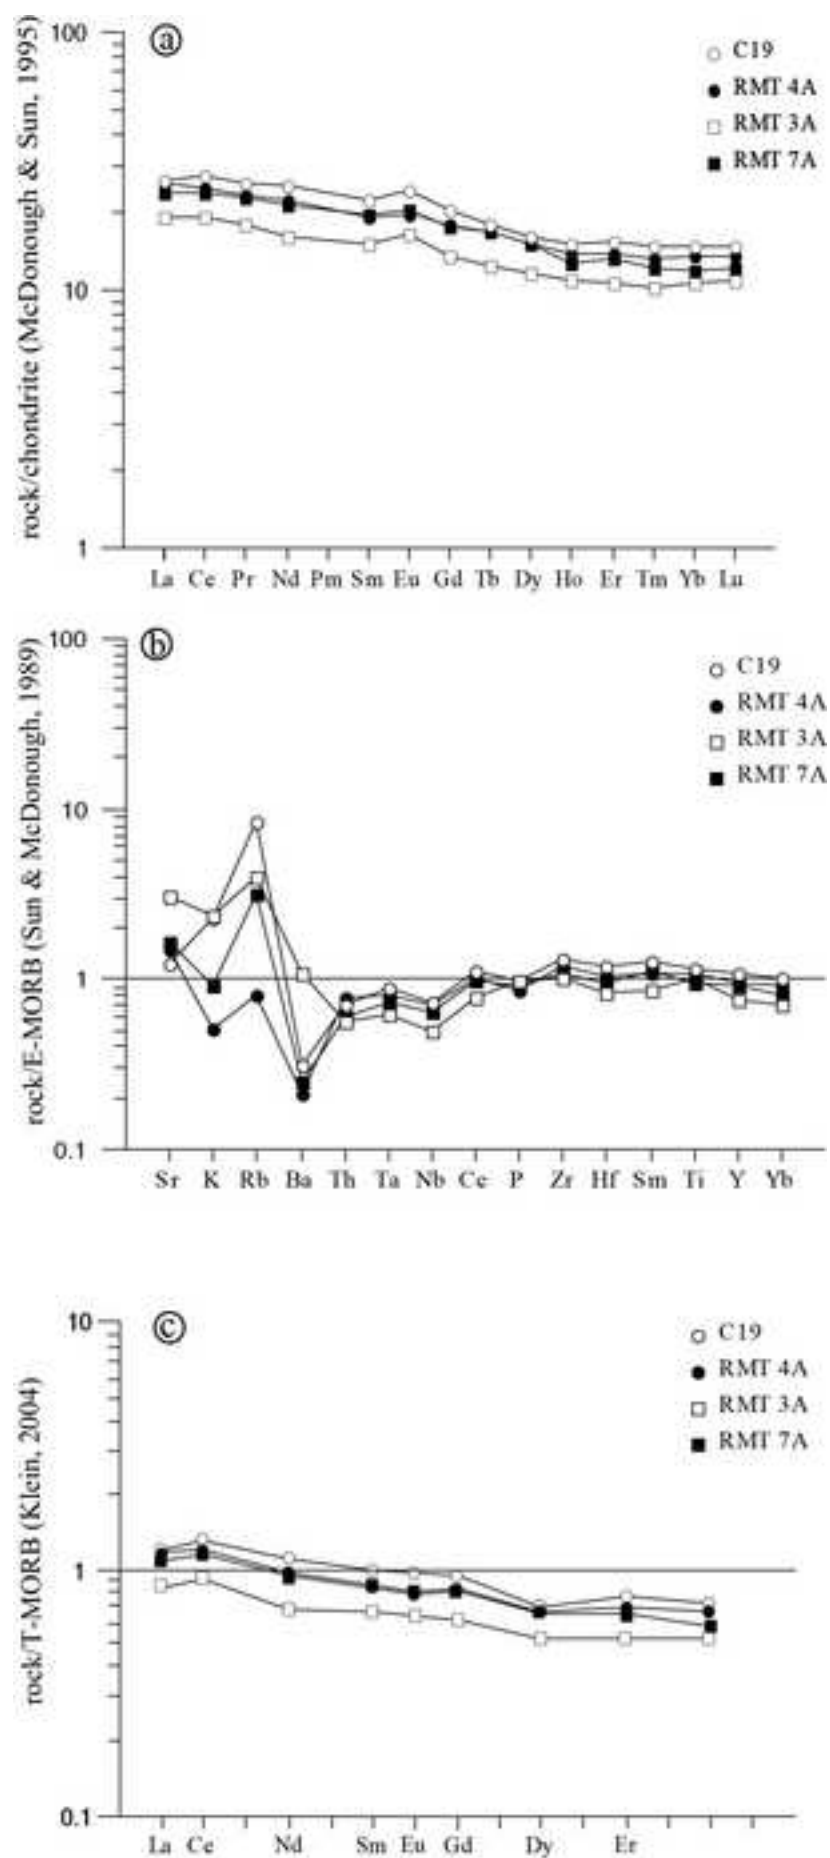 rock/chondrite (McDonough & Sun, 1995)
100
10
1
a
C19
RMT 4A
RMT 3A
RMT 7A
La Ce Pr Nd Pm Sm Eu Gd Tb Dy Ho Er Tm Yb Lu
rock/E-MORB (Sun & McDonough, 1989)
100
10
1
0.1
b
C19
RMT 4A
RMT 3A
RMT 7A
Sr K Rb Ba Th Ta Nb Ce P Zr Hf Sm Ti Y Yb
rock/T-MORB (Klein, 2004)
10
1
0.1
c
C19
RMT 4A
RMT 3A
RMT 7A
La Ce Nd Sm Eu Gd Dy Er